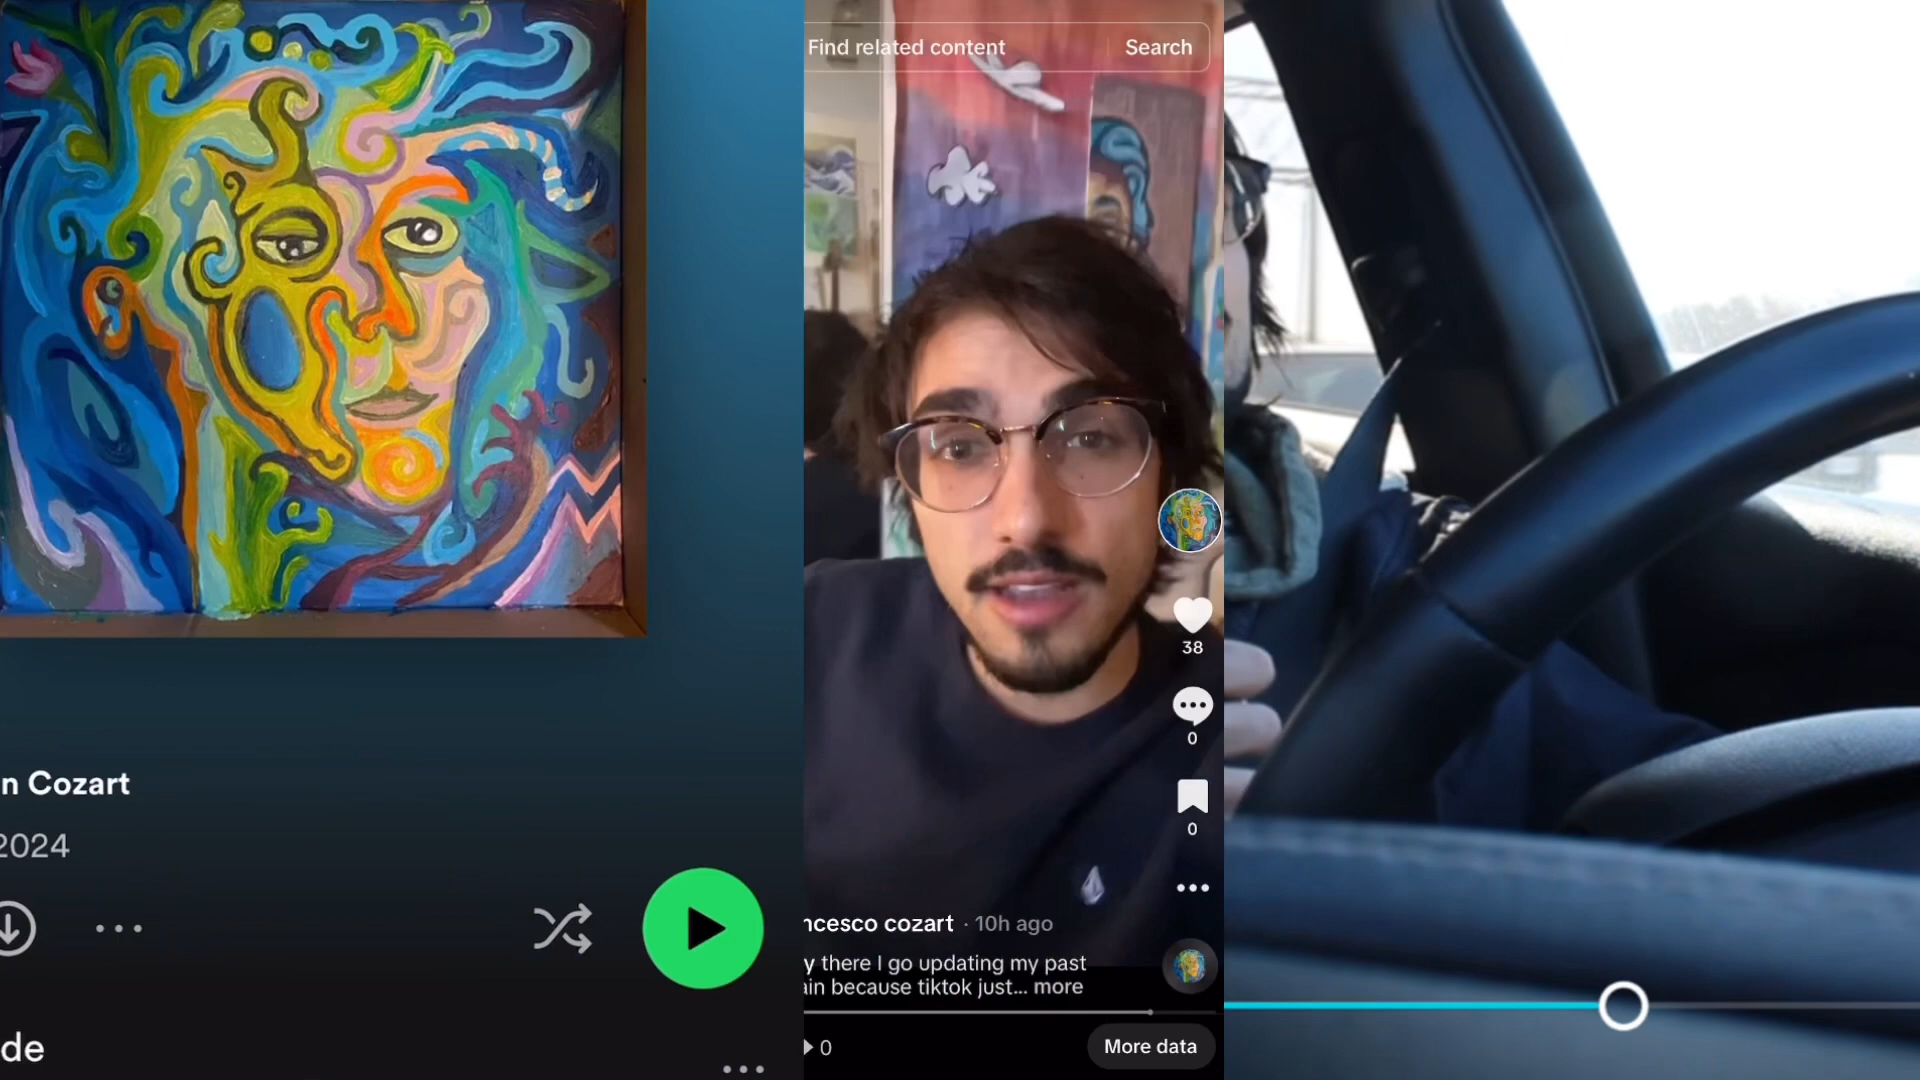 n Cozart
2024
de
Find related content
Search
38
0
0
ncesco cozart · 10h ago
y there I go updating my past
ain because tiktok just... more
0
More data